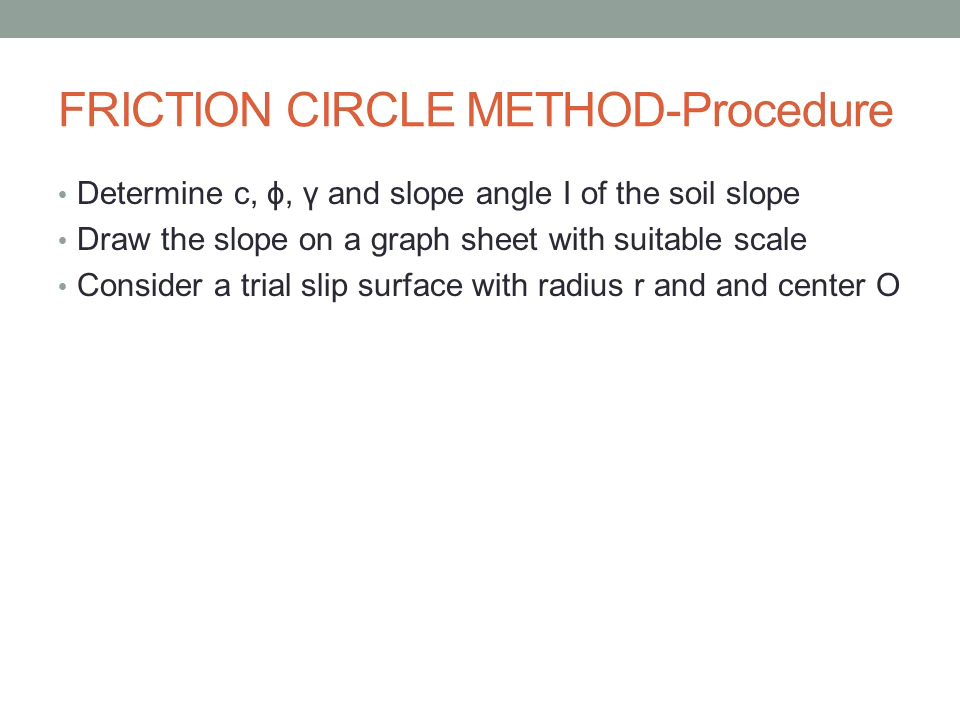 FRICTION CIRCLE METHOD-Procedure
• Determine c, ϕ, γ and slope angle I of the soil slope
• Draw the slope on a graph sheet with suitable scale
• Consider a trial slip surface with radius r and and center O